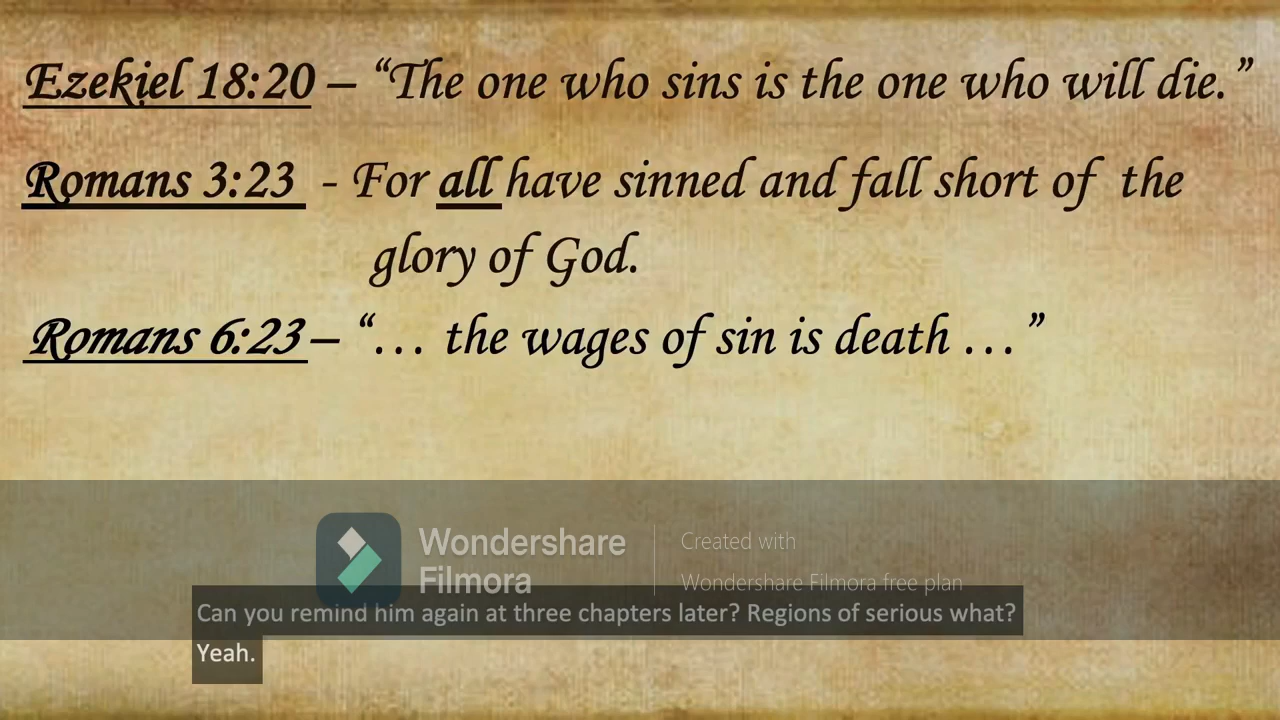 Ezekiel 18:20 – “The one who sins is the one who will die.”
Romans 3:23 - For all have sinned and fall short of the
glory of God.
Romans 6:23 – “… the wages of sin is death …”
Wondershare
Filmora
Created with
Wondershare Filmora free plan
Can you remind him again at three chapters later? Regions of serious what?
Yeah.